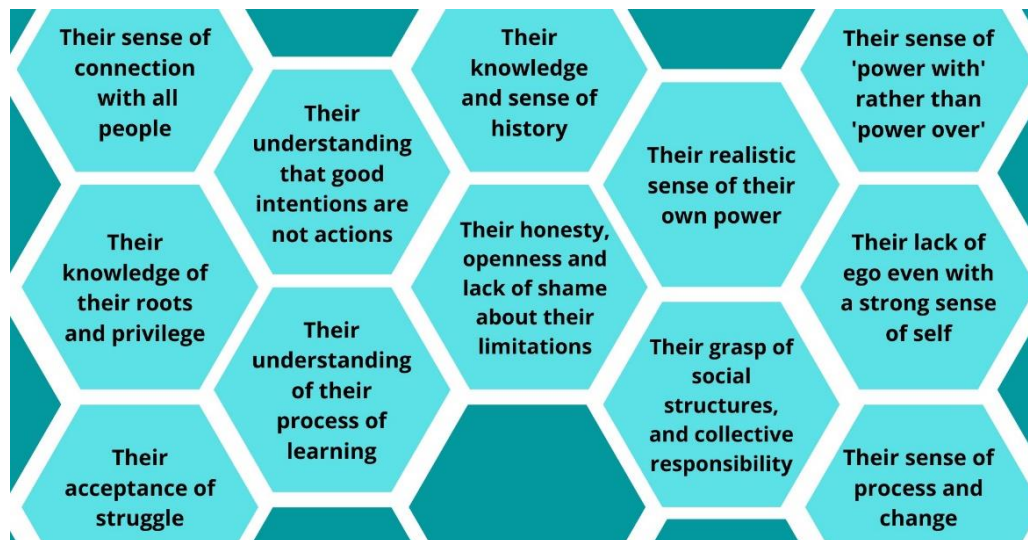 Their sense of
connection
with all
people
Their
knowledge of
their roots
and privilege
Their
acceptance of
struggle
Their
understanding
that good
intentions are
not actions
Their
understanding
of their
process of
learning
Their
knowledge
and sense of
history
Their honesty,
openness and
lack of shame
about their
limitations
Their realistic
sense of their
own power
Their grasp of
social
structures,
and collective
responsibility
Their sense of
'power with'
rather than
'power over'
Their lack of
ego even with
a strong sense
of self
Their sense of
process and
change